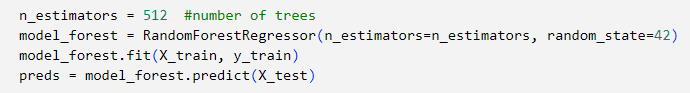 n_estimators = 512  #number of trees
model_forest = RandomForestRegressor(n_estimators=n_estimators, random_state=42)
model_forest.fit(X_train, y_train)
preds = model_forest.predict(X_test)